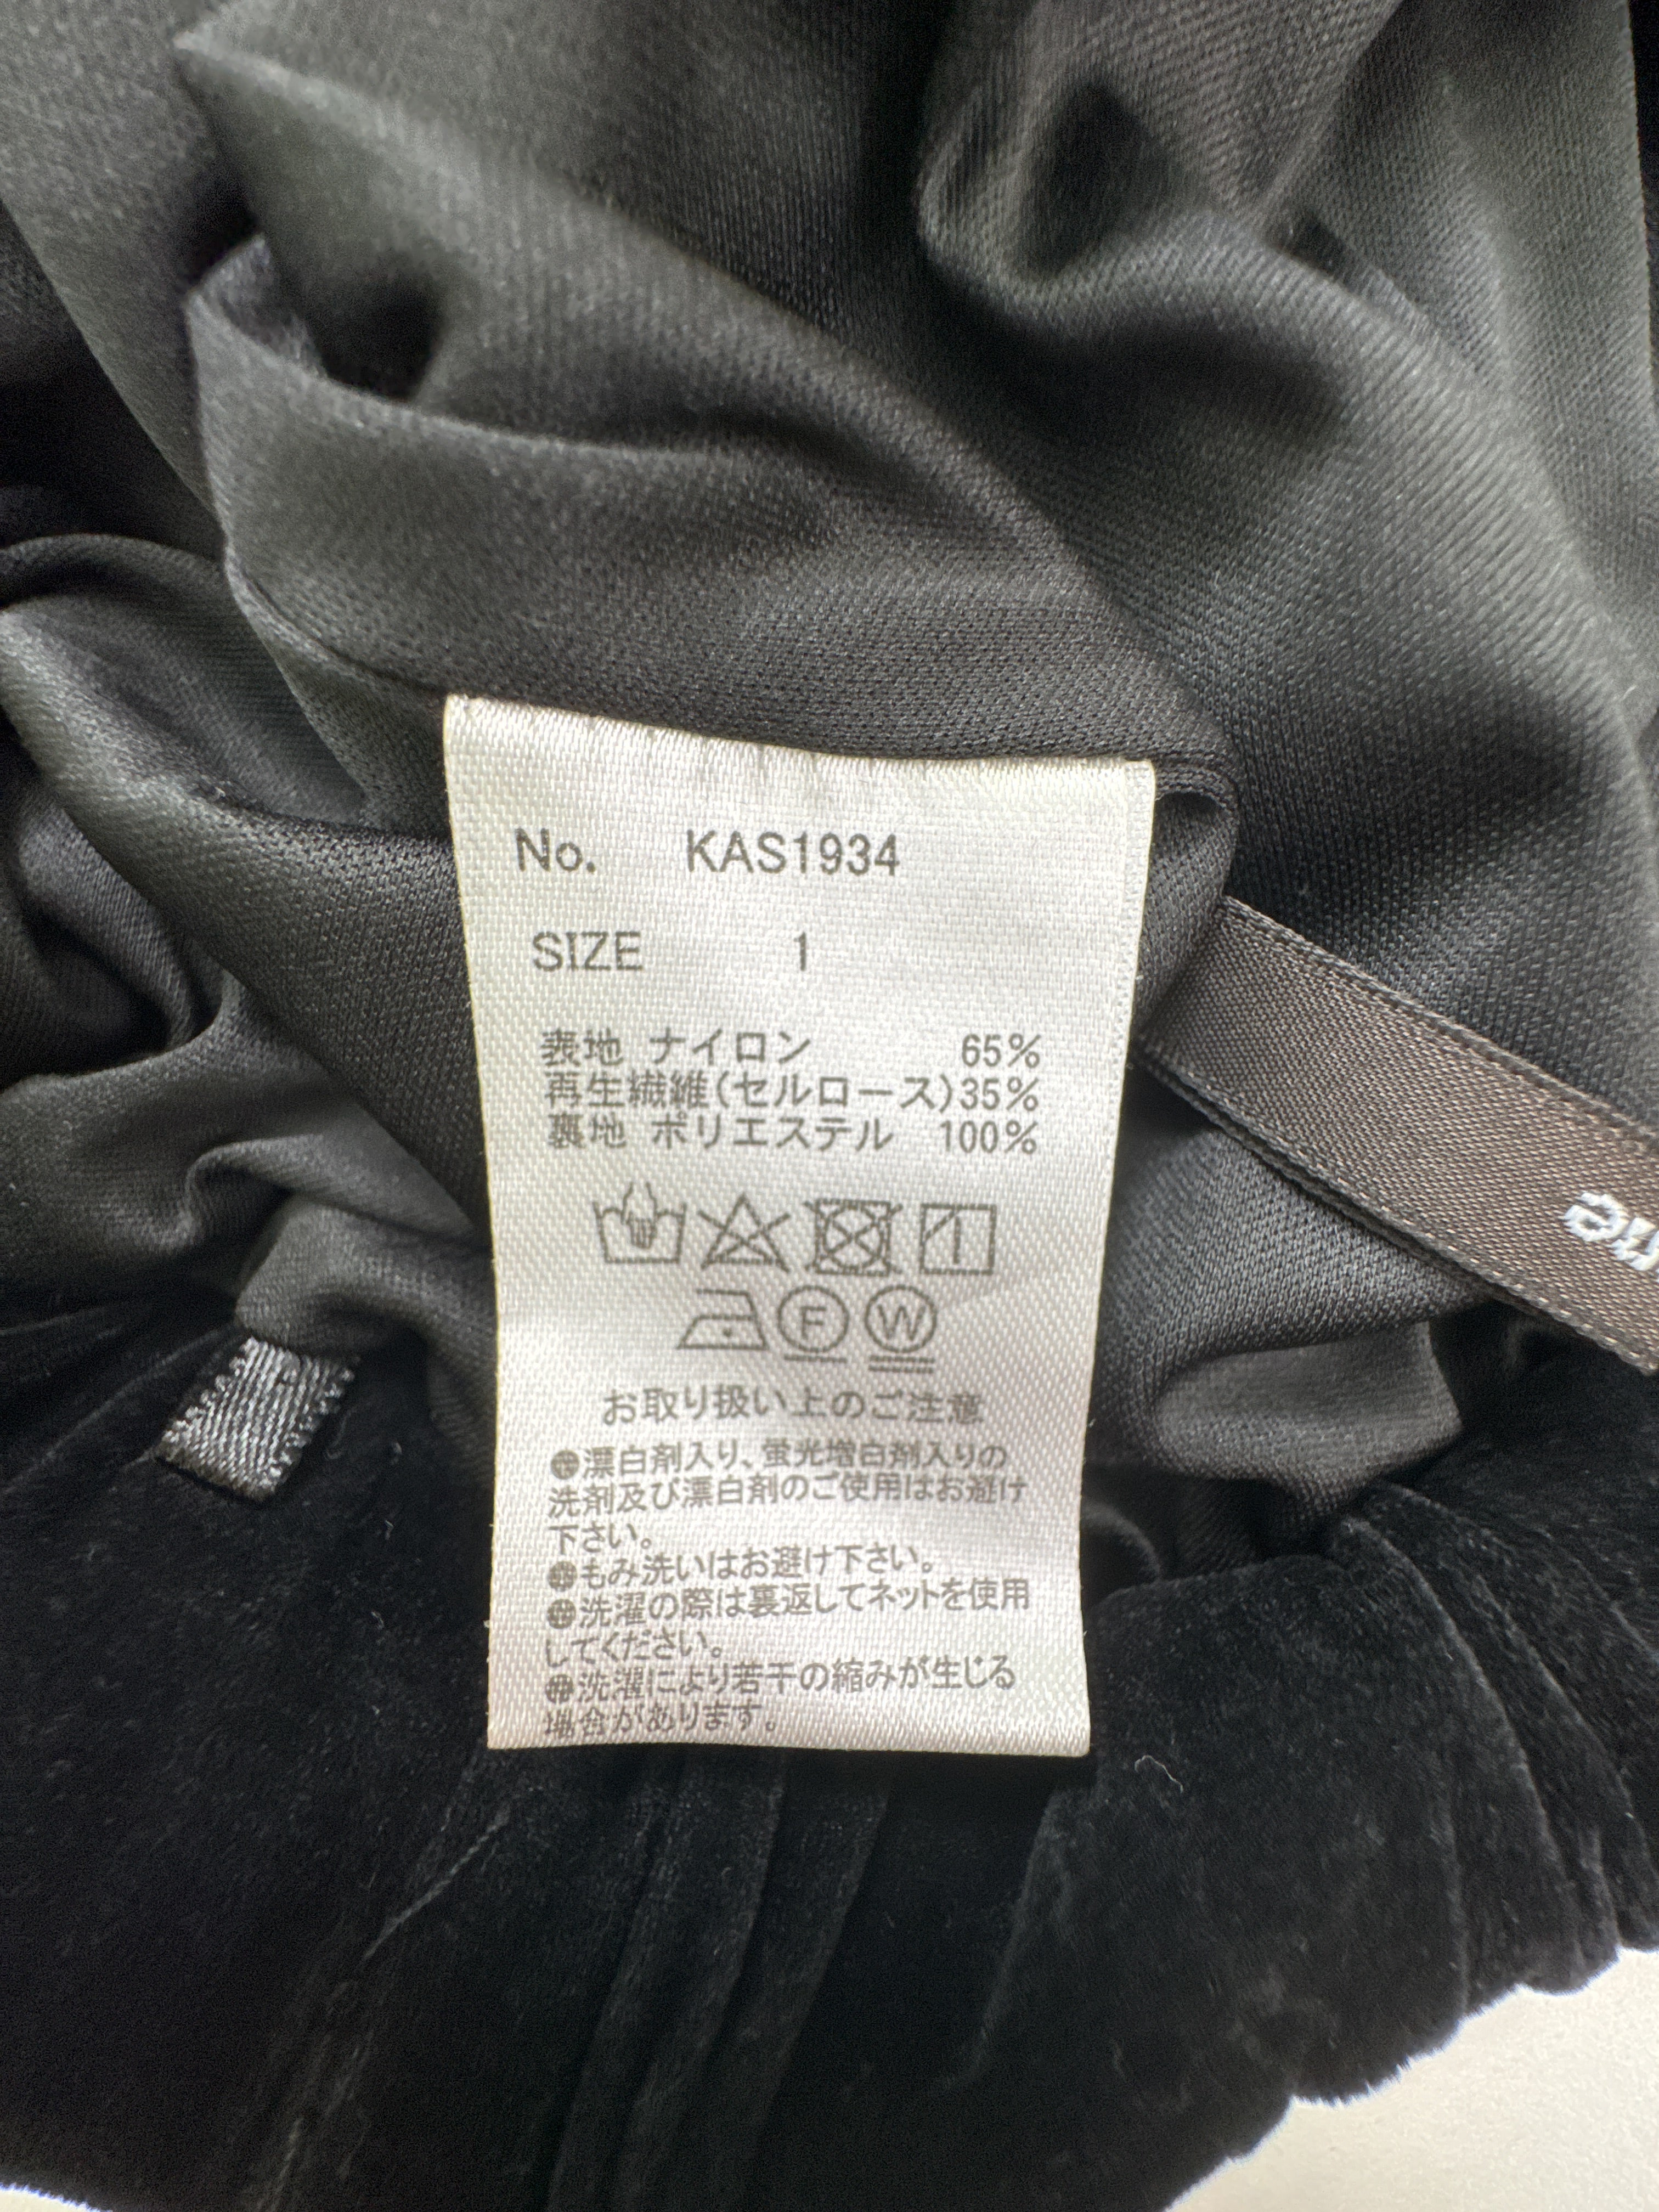 No. KAS1934
SIZE 1
表地 ナイロン 65%
再生繊維(セルロース)35%
裏地 ポリエステル 100%
F W
お取り扱い上のご注意
●漂白剤入り、蛍光増白剤入りの
洗剤及び漂白剤のご使用はお避け
下さい。
●もみ洗いはお避け下さい。
●洗濯の際は裏返してネットを使用
してください。
●洗濯により若干の縮みが生じる
場合があります。